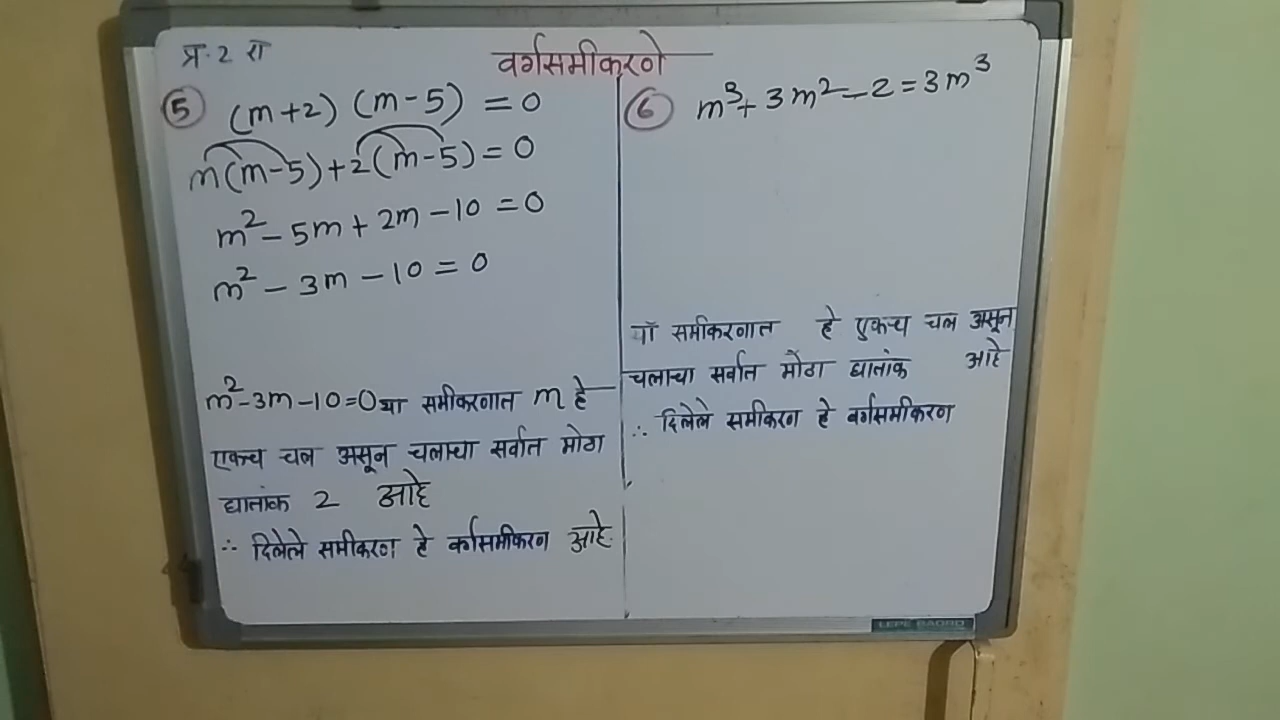 प्र. 2 रा
वर्गसमीकरणे
5 (m+2) (m-5) = 0
m(m-5)+2(m-5)=0
m²-5m+2m-10=0
m²-3m-10=0
m²-3m-10=0 या समीकरणात m हे
एकच चल असून चलाचा सर्वात मोठा
घातांक 2 आहे
∴ दिलेले समीकरण हे वर्गसमीकरण आहे.
6 m³+3m²-2=3m³
या समीकरणात हे एकच चल असून
चलाचा सर्वात मोठा घातांक आहे
∴ दिलेले समीकरण हे वर्गसमीकरण
LEPE BOARD